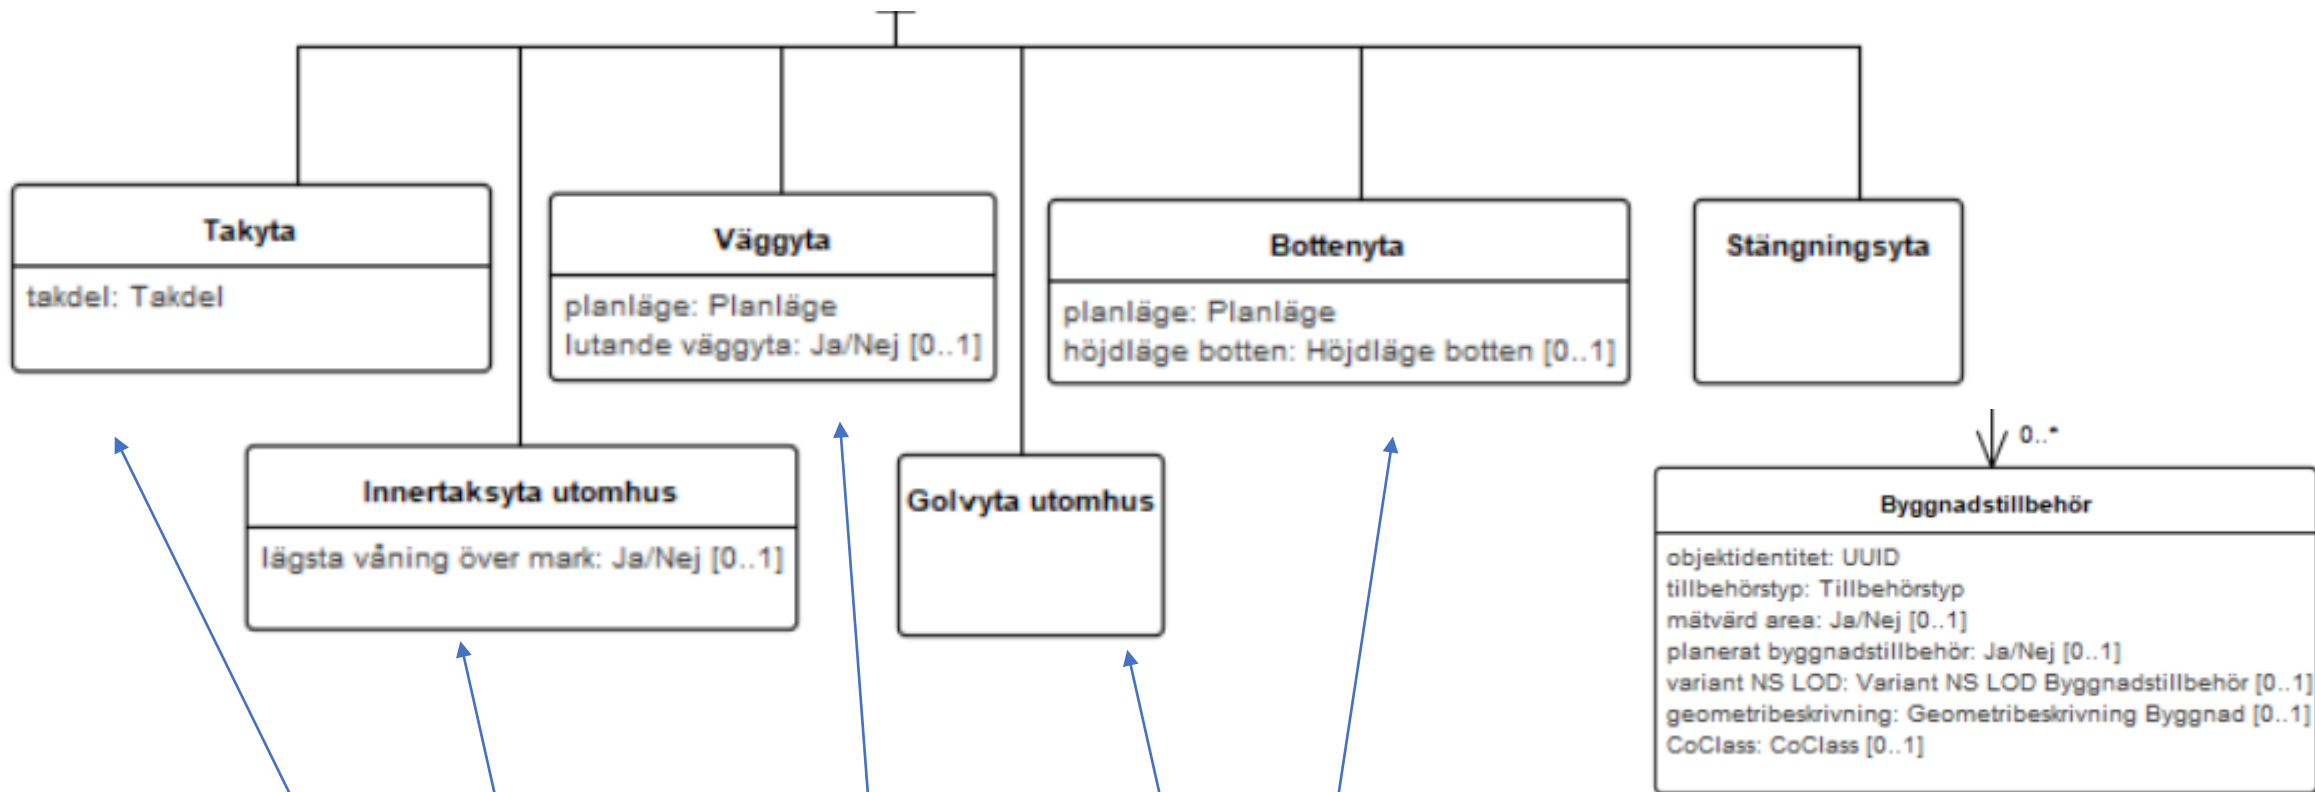 Takyta
takdel: Takdel
Väggyta
planläge: Planläge
lutande väggyta: Ja/Nej [0..1]
Bottenyta
planläge: Planläge
höjdläge botten: Höjdläge botten [0..1]
Stängningsyta
Innertaksyta utomhus
lägsta våning över mark: Ja/Nej [0..1]
Golvyta utomhus
0..*
Byggnadstillbehör
objektidentitet: UUID
tillbehörstyp: Tillbehörstyp
mätvärd area: Ja/Nej [0..1]
planerat byggnadstillbehör: Ja/Nej [0..1]
variant NS LOD: Variant NS LOD Byggnadstillbehör [0..1]
geometribeskrivning: Geometribeskrivning Byggnad [0..1]
CoClass: CoClass [0..1]